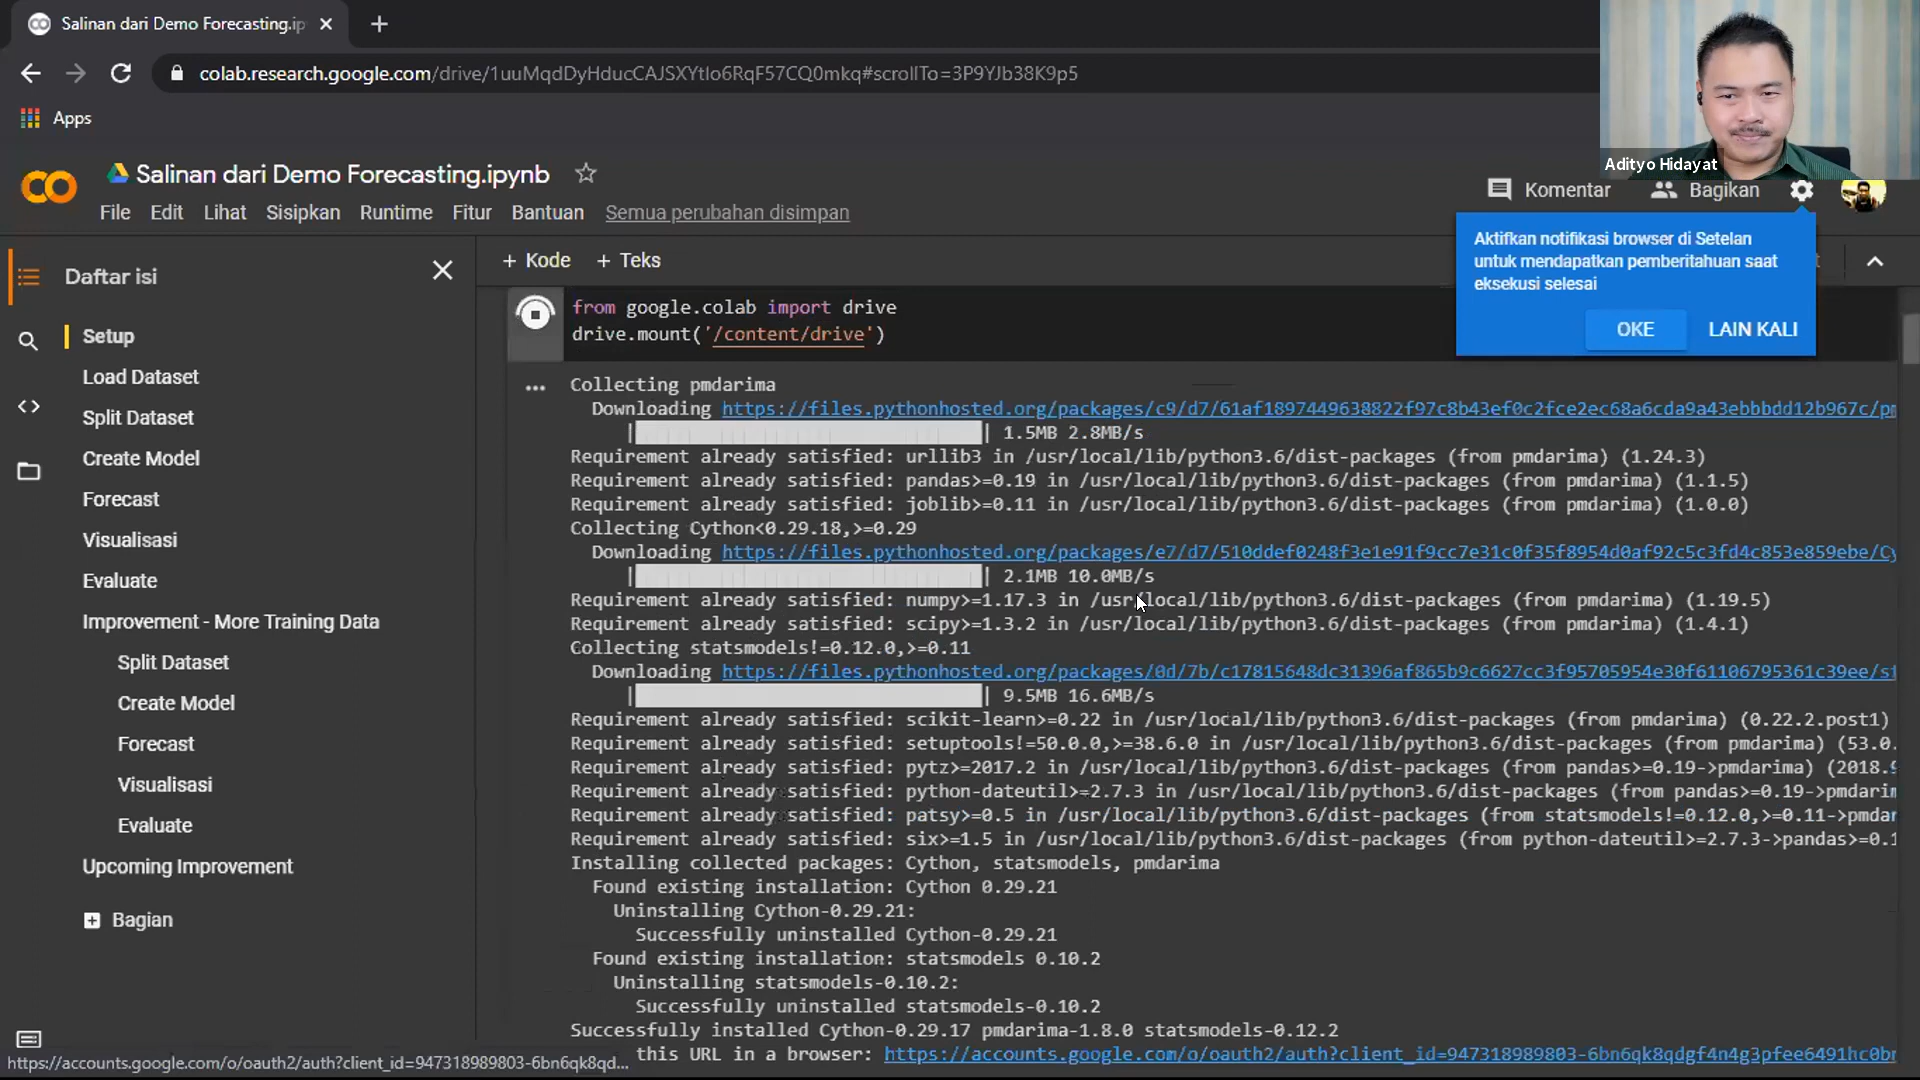 Salinan dari Demo Forecasting.ip
colab.research.google.com/drive/1uuMqdDyHducCAJSXYtIo6RqF57CQ0mkq#scrollTo=3P9YJb38K9p5
Apps
Adityo Hidayat
Salinan dari Demo Forecasting.ipynb
Komentar
Bagikan
File Edit Lihat Sisipkan Runtime Fitur Bantuan Semua perubahan disimpan
Aktifkan notifikasi browser di Setelan
untuk mendapatkan pemberitahuan saat
eksekusi selesai
OKE
LAIN KALI
Daftar isi
Setup
Load Dataset
Split Dataset
Create Model
Forecast
Visualisasi
Evaluate
Improvement - More Training Data
Split Dataset
Create Model
Forecast
Visualisasi
Evaluate
Upcoming Improvement
Bagian
+ Kode + Teks
from google.colab import drive
drive.mount('/content/drive')
Collecting pmdarima
Downloading https://files.pythonhosted.org/packages/c9/d7/61af1897449638822f97c8b43ef0c2fce2ec68a6cda9a43ebbbdd12b967c/pm
| | 1.5MB 2.8MB/s
Requirement already satisfied: urllib3 in /usr/local/lib/python3.6/dist-packages (from pmdarima) (1.24.3)
Requirement already satisfied: pandas>=0.19 in /usr/local/lib/python3.6/dist-packages (from pmdarima) (1.1.5)
Requirement already satisfied: joblib>=0.11 in /usr/local/lib/python3.6/dist-packages (from pmdarima) (1.0.0)
Collecting Cython<0.29.18,>=0.29
Downloading https://files.pythonhosted.org/packages/e7/d7/510ddef0248f3e1e91f9cc7e31c0f35f8954d0af92c5c3fd4c853e859ebe/Cy
| | 2.1MB 10.0MB/s
Requirement already satisfied: numpy>=1.17.3 in /usr/local/lib/python3.6/dist-packages (from pmdarima) (1.19.5)
Requirement already satisfied: scipy>=1.3.2 in /usr/local/lib/python3.6/dist-packages (from pmdarima) (1.4.1)
Collecting statsmodels!=0.12.0,>=0.11
Downloading https://files.pythonhosted.org/packages/0d/7b/c17815648dc31396af865b9c6627cc3f95705954e30f61106795361c39ee/st
| | 9.5MB 16.6MB/s
Requirement already satisfied: scikit-learn>=0.22 in /usr/local/lib/python3.6/dist-packages (from pmdarima) (0.22.2.post1)
Requirement already satisfied: setuptools!=50.0.0,>=38.6.0 in /usr/local/lib/python3.6/dist-packages (from pmdarima) (53.0.
Requirement already satisfied: pytz>=2017.2 in /usr/local/lib/python3.6/dist-packages (from pandas>=0.19->pmdarima) (2018.9
Requirement already satisfied: python-dateutil>=2.7.3 in /usr/local/lib/python3.6/dist-packages (from pandas>=0.19->pmdarim
Requirement already satisfied: patsy>=0.5 in /usr/local/lib/python3.6/dist-packages (from statsmodels!=0.12.0,>=0.11->pmdar
Requirement already satisfied: six>=1.5 in /usr/local/lib/python3.6/dist-packages (from python-dateutil>=2.7.3->pandas>=0.1
Installing collected packages: Cython, statsmodels, pmdarima
Found existing installation: Cython 0.29.21
Uninstalling Cython-0.29.21:
Successfully uninstalled Cython-0.29.21
Found existing installation: statsmodels 0.10.2
Uninstalling statsmodels-0.10.2:
Successfully uninstalled statsmodels-0.10.2
Successfully installed Cython-0.29.17 pmdarima-1.8.0 statsmodels-0.12.2
this URL in a browser: https://accounts.google.com/o/oauth2/auth?client_id=947318989803-6bn6qk8qdgf4n4g3pfee6491hc0br
https://accounts.google.com/o/oauth2/auth?client_id=947318989803-6bn6qk8qd...